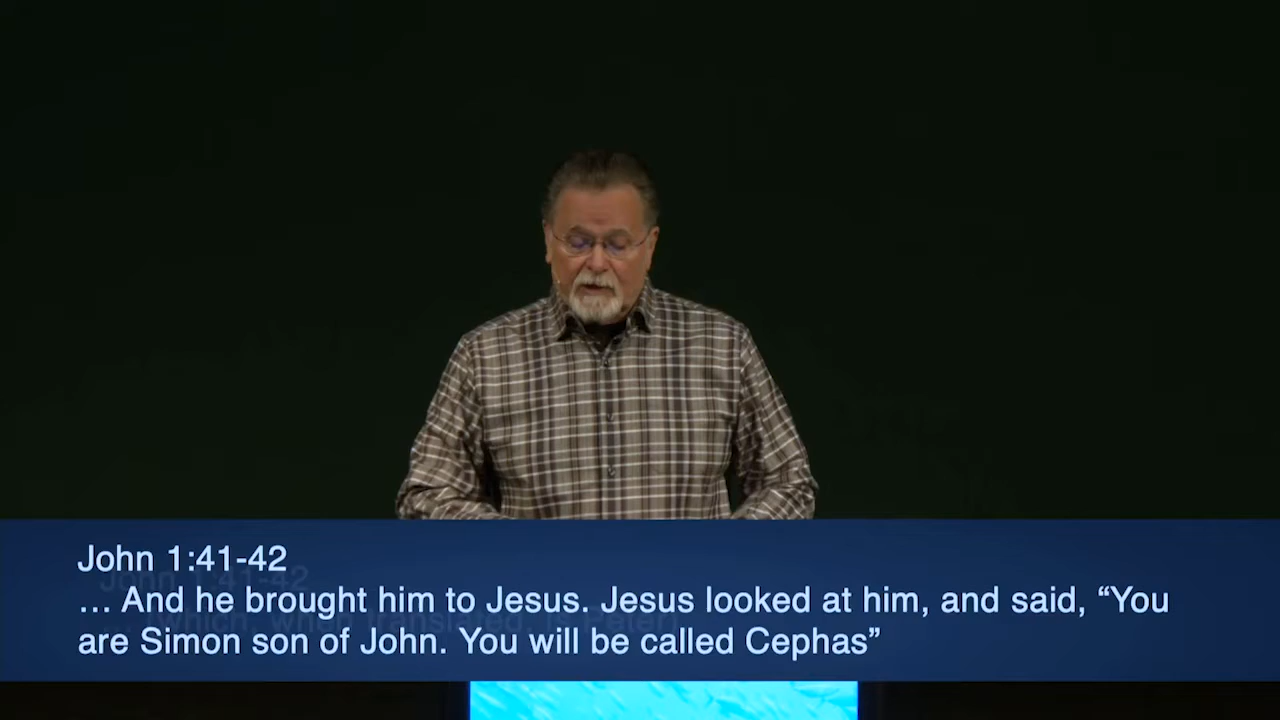 John 1:41-42
… And he brought him to Jesus. Jesus looked at him, and said, “You
are Simon son of John. You will be called Cephas”